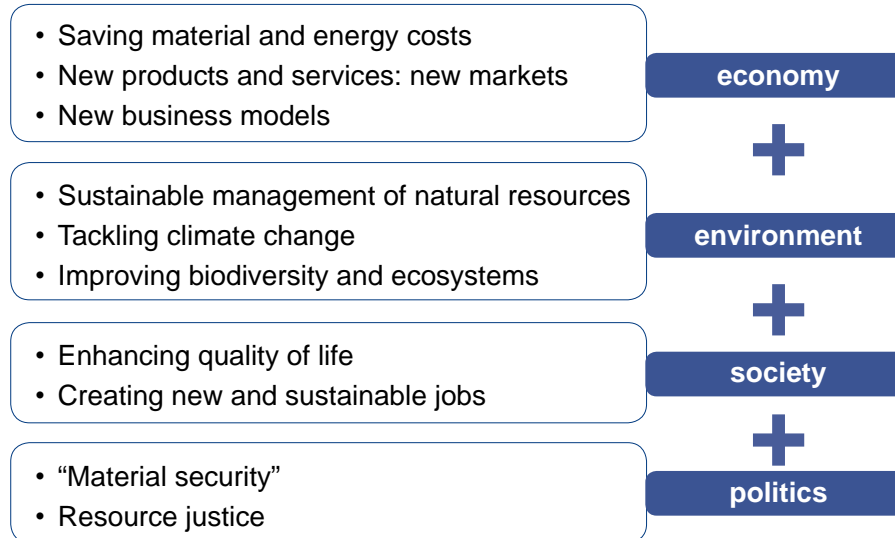 • Saving material and energy costs
• New products and services: new markets
• New business models
economy
• Sustainable management of natural resources
• Tackling climate change
• Improving biodiversity and ecosystems
environment
• Enhancing quality of life
• Creating new and sustainable jobs
society
• “Material security”
• Resource justice
politics